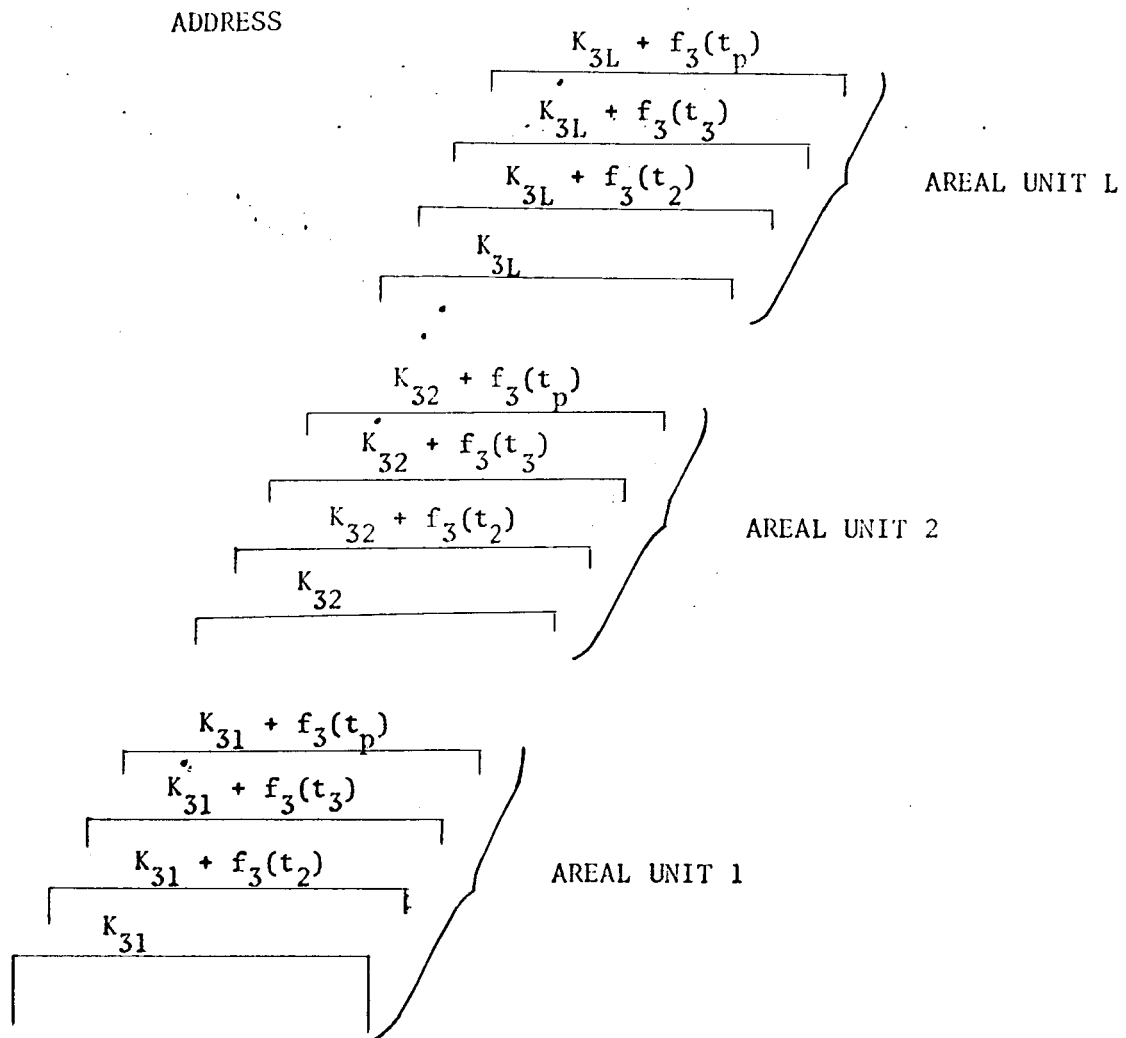 ADDRESS
K₃L + f₃(tₚ)
K₃L + f₃(t₃)
K₃L + f₃(t₂)
AREAL UNIT L
K₃L
K₃₂ + f₃(tₚ)
K₃₂ + f₃(t₃)
K₃₂ + f₃(t₂)
AREAL UNIT 2
K₃₂
K₃₁ + f₃(tₚ)
K₃₁ + f₃(t₃)
K₃₁ + f₃(t₂)
AREAL UNIT 1
K₃₁